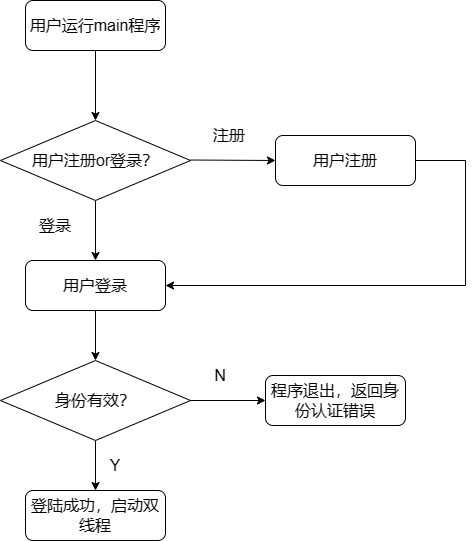 用户运行main程序
用户注册or登录？
注册
用户注册
登录
用户登录
身份有效？
N
程序退出，返回身
份认证错误
Y
登陆成功，启动双
线程